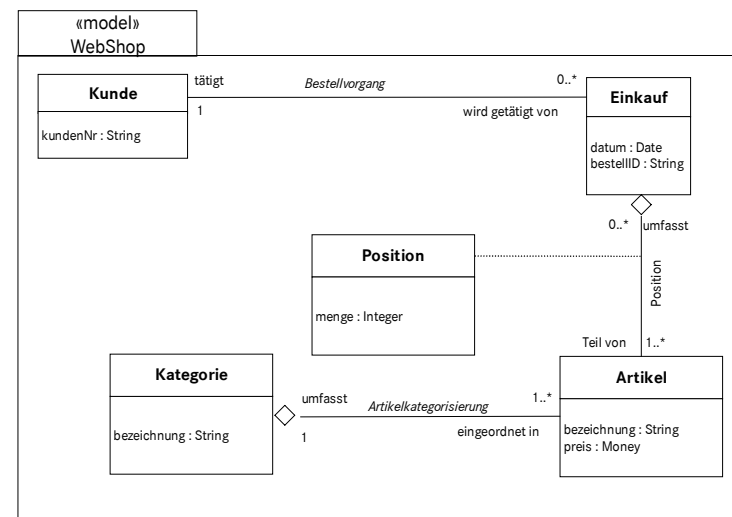 «model»
WebShop
Kunde
kundenNr : String
tätigt
Bestellvorgang
0..*
1
wird getätigt von
Einkauf
datum : Date
bestellID : String
0..*
umfasst
Position
menge : Integer
Position
Teil von
1..*
Kategorie
bezeichnung : String
umfasst
Artikelkategorisierung
1..*
1
eingeordnet in
Artikel
bezeichnung : String
preis : Money